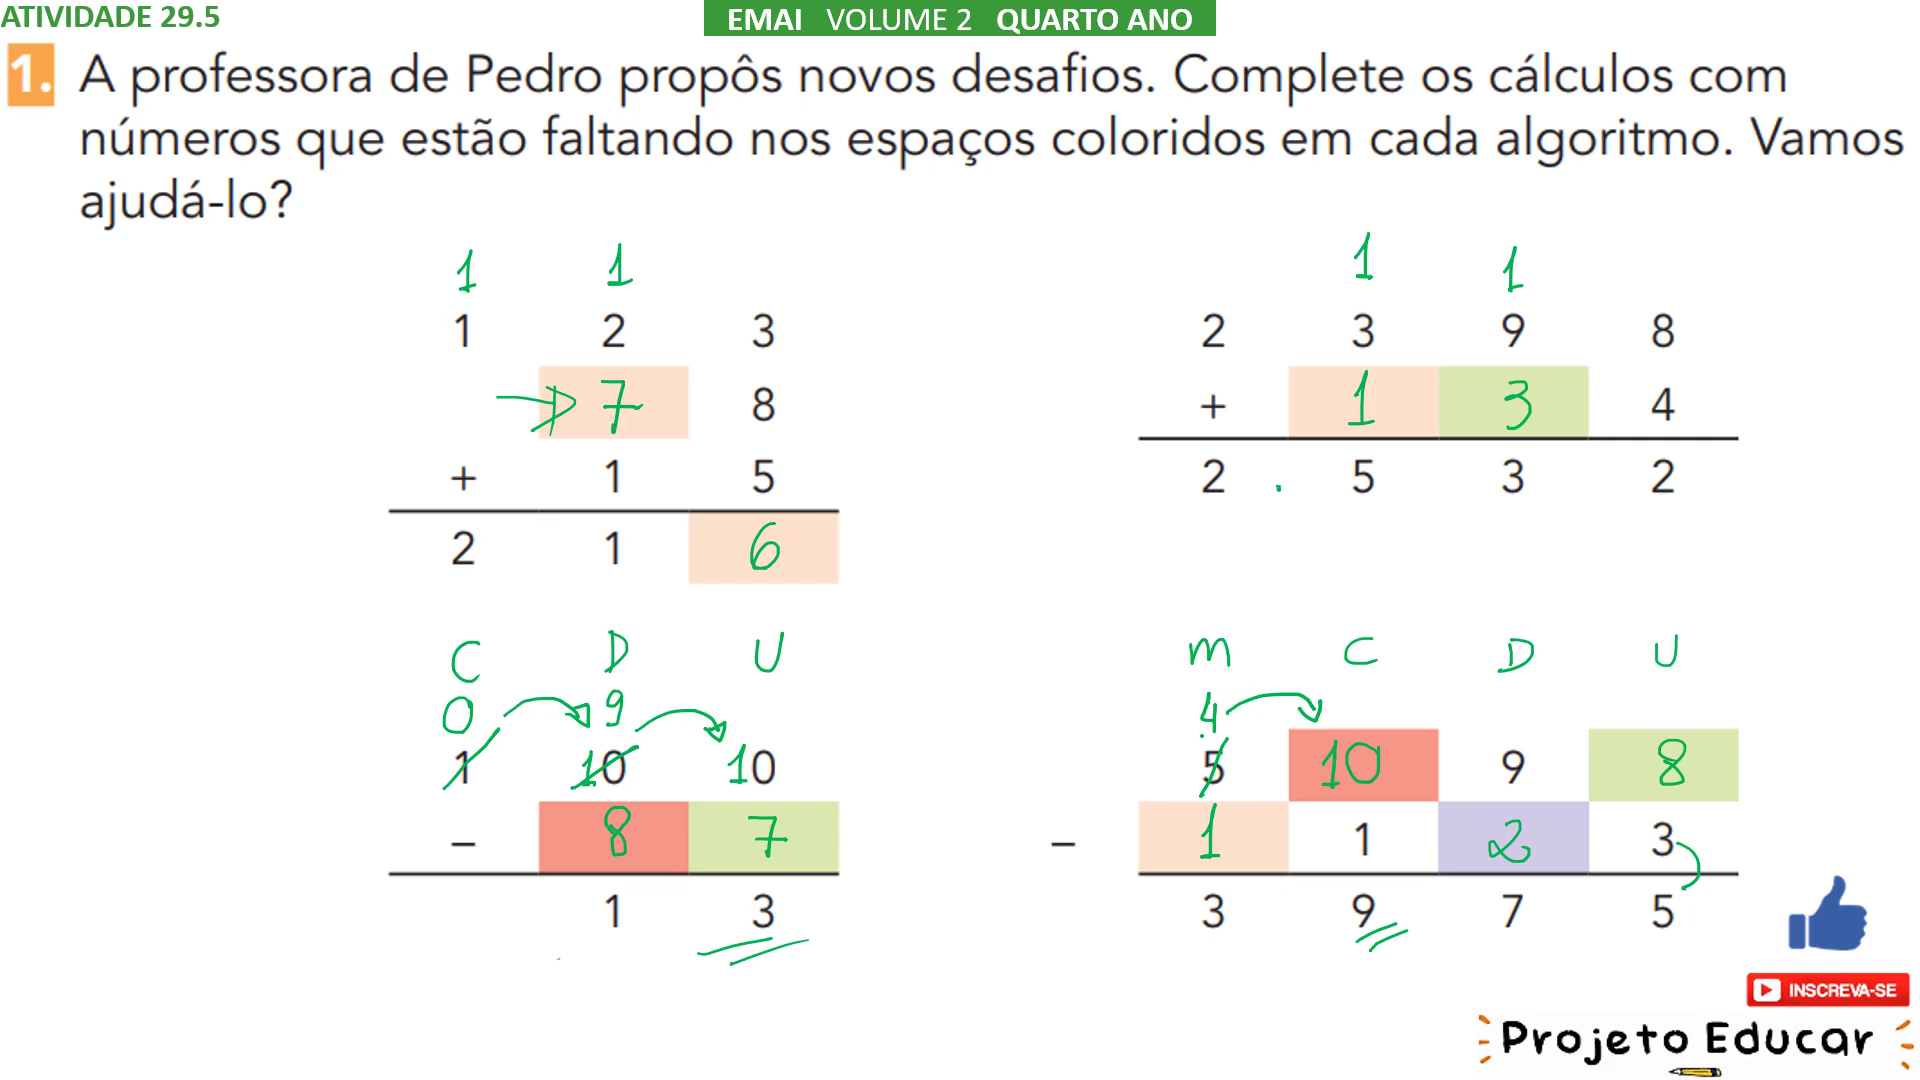 ATIVIDADE 29.5
EMAI VOLUME 2 QUARTO ANO
1. A professora de Pedro propôs novos desafios. Complete os cálculos com
números que estão faltando nos espaços coloridos em cada algoritmo. Vamos
ajudá-lo?
1 1
1 2 3
7 8
+ 1 5
2 1 6
1 1
2 3 9 8
+ 1 3 4
2 . 5 3 2
C D U
0 9
1 10 10
- 8 7
1 3
M C D U
4
5 10 9 8
- 1 1 2 3
3 9 7 5
INSCREVA-SE
Projeto Educar